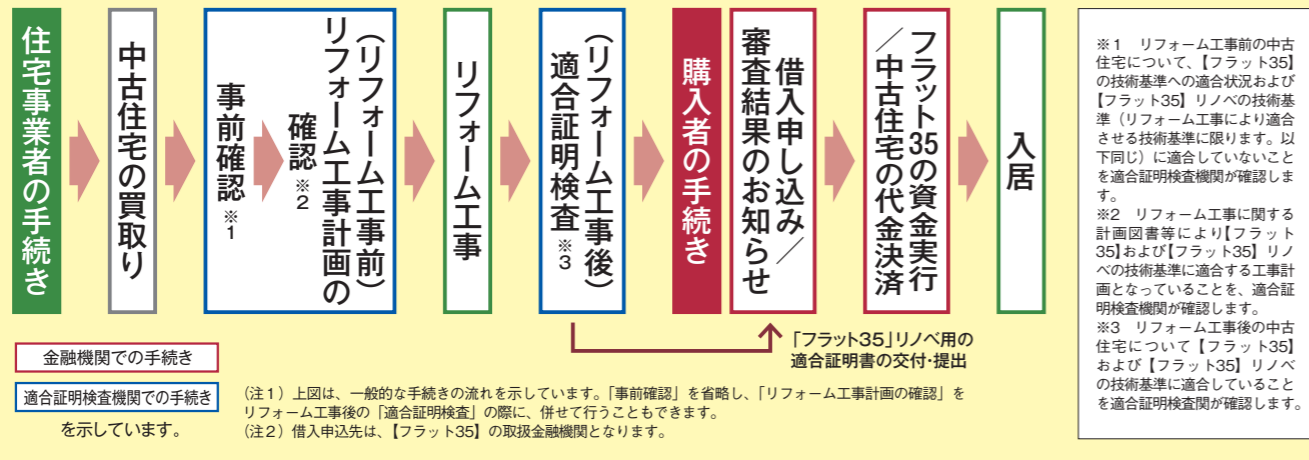 住宅事業者の手続き
中古住宅の買取り
事前確認※1
(リフォーム工事前)
リフォーム工事計画の
確認※2
リフォーム工事
(リフォーム工事後)
適合証明検査※3
購入者の手続き
借入申し込み/
審査結果のお知らせ
フラット35の資金実行
/中古住宅の代金決済
入居
「フラット35」リノベ用の
適合証明書の交付・提出
金融機関での手続き
適合証明検査機関での手続き
を示しています。
(注1)上図は、一般的な手続きの流れを示しています。「事前確認」を省略し、「リフォーム工事計画の確認」を
リフォーム工事後の「適合証明検査」の際に、併せて行うこともできます。
(注2)借入申込先は、【フラット35】の取扱金融機関となります。
※1 リフォーム工事前の中古
住宅について、【フラット35】
の技術基準への適合状況および
【フラット35】リノベの技術基
準(リフォーム工事により適合
させる技術基準に限ります。以
下同じ)に適合していないこと
を適合証明検査機関が確認しま
す。
※2 リフォーム工事に関する
計画図書等により【フラット
35】および【フラット35】リノ
ベの技術基準に適合する工事計
画となっていることを、適合証
明検査機関が確認します。
※3 リフォーム工事後の中古
住宅について【フラット35】
および【フラット35】リノベ
の技術基準に適合していること
を適合証明検査関が確認します。